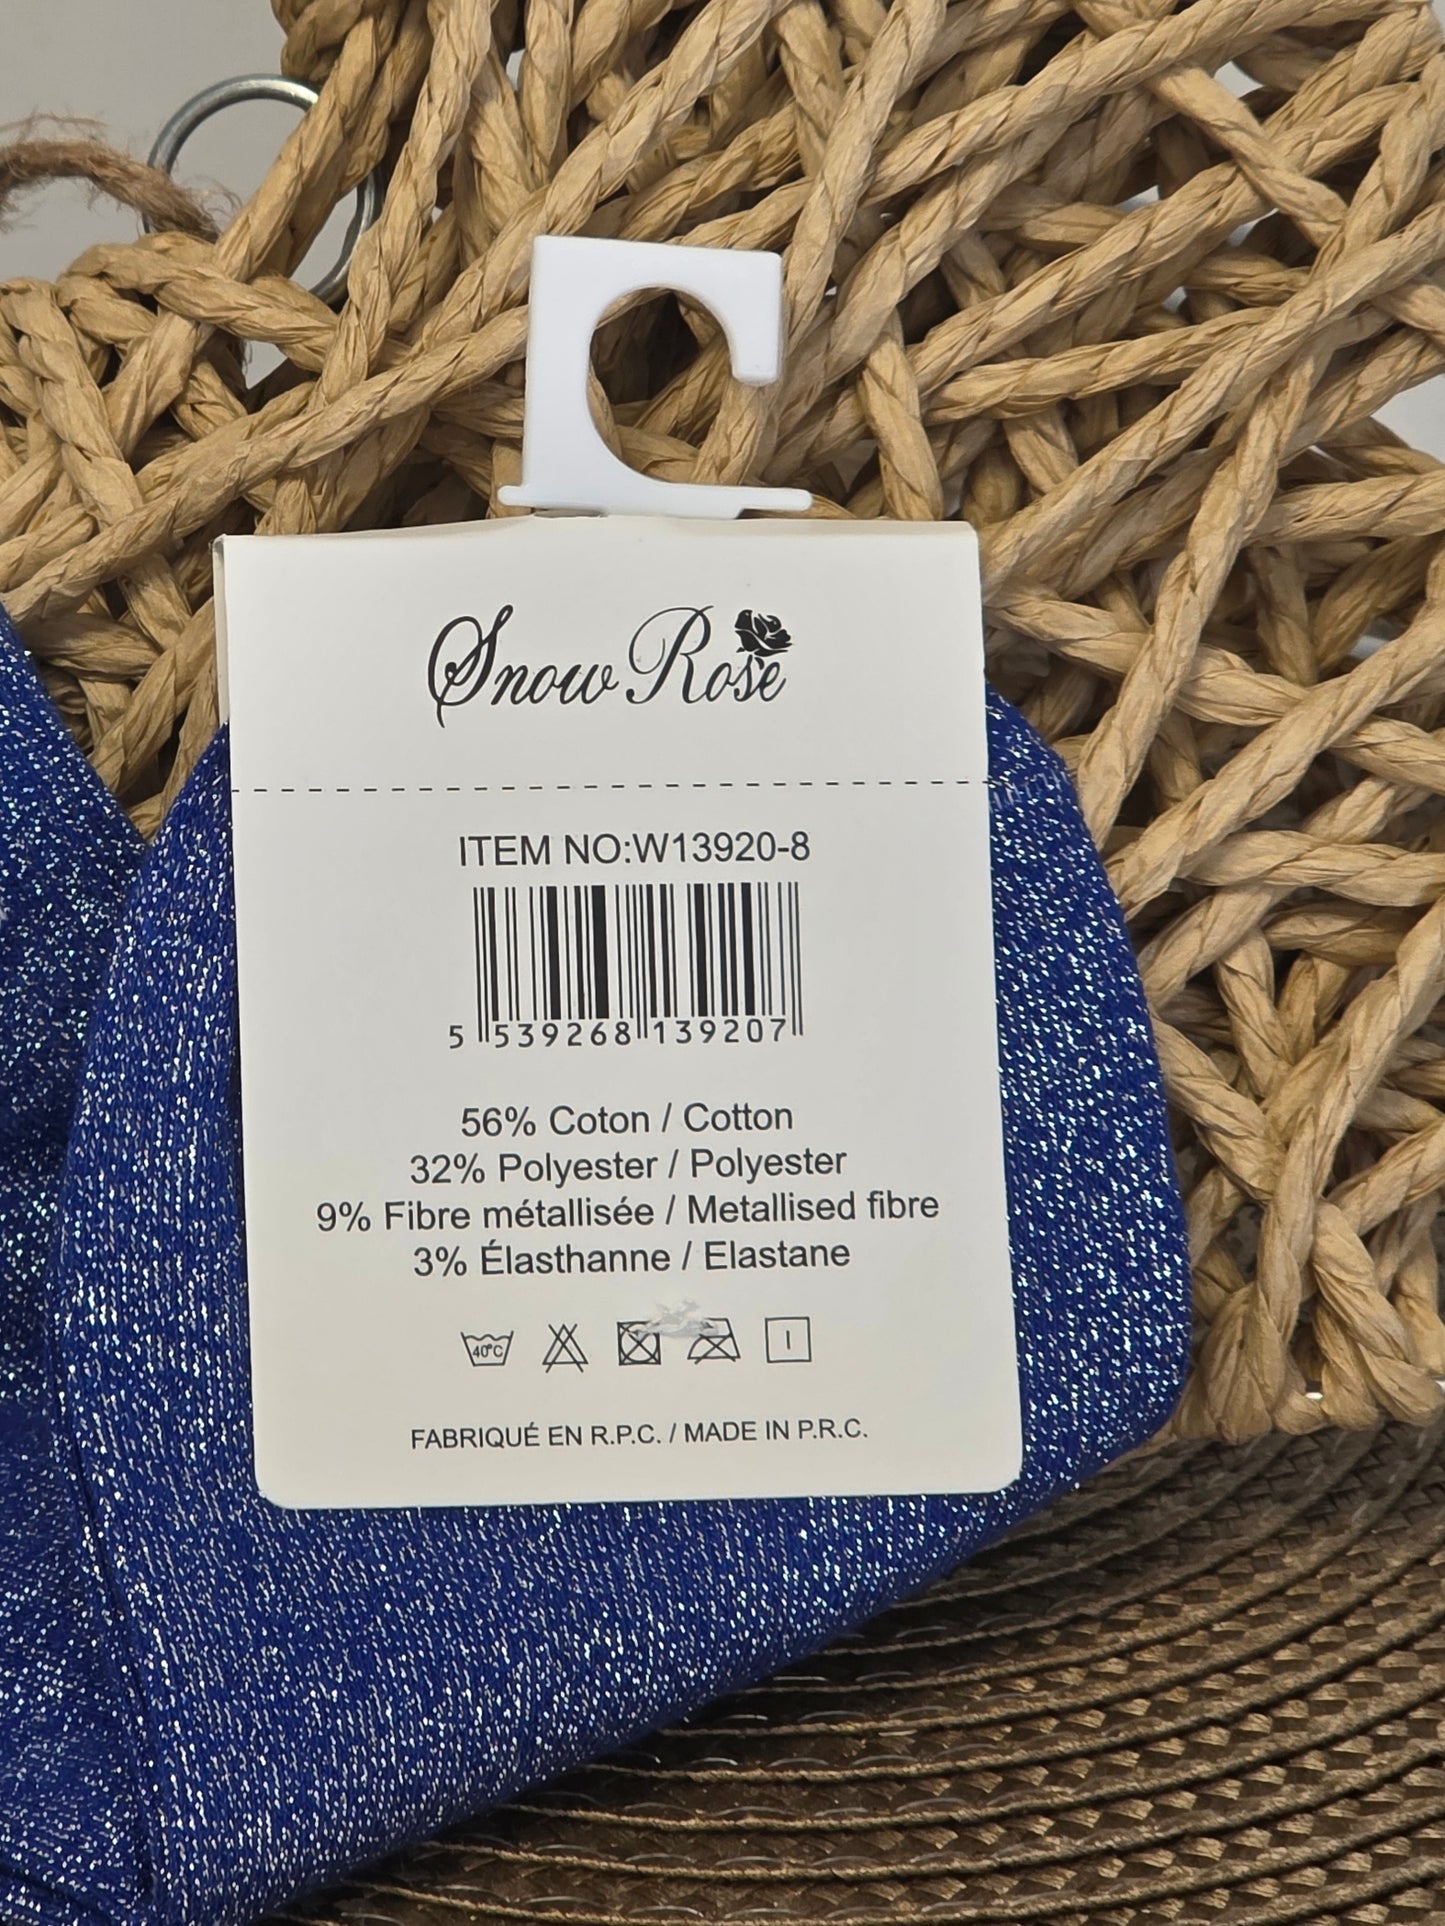 Snow Rose
ITEM NO:W13920-8
5 539268 139207
56% Coton / Cotton
32% Polyester / Polyester
9% Fibre métallisée / Metallised fibre
3% Élasthanne / Elastane
40°C
FABRIQUÉ EN R.P.C. / MADE IN P.R.C.